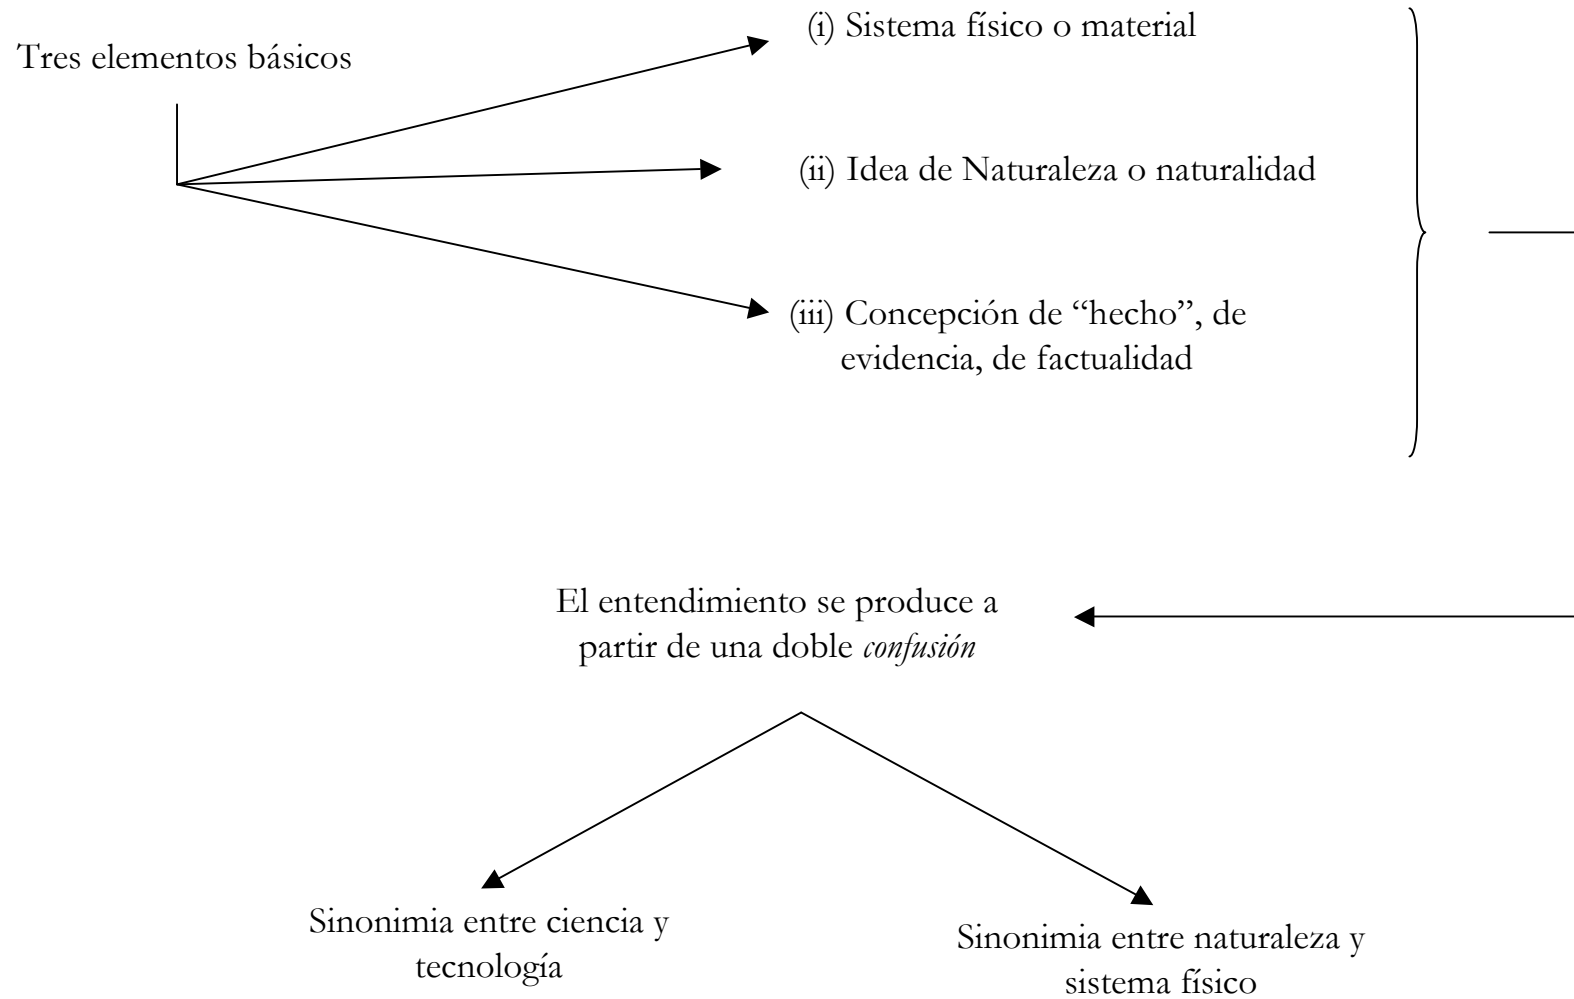 (i) Sistema físico o material
Tres elementos básicos
(ii) Idea de Naturaleza o naturalidad
(iii) Concepción de “hecho”, de
evidencia, de factualidad
El entendimiento se produce a
partir de una doble confusión
Sinonimia entre ciencia y
tecnología
Sinonimia entre naturaleza y
sistema físico